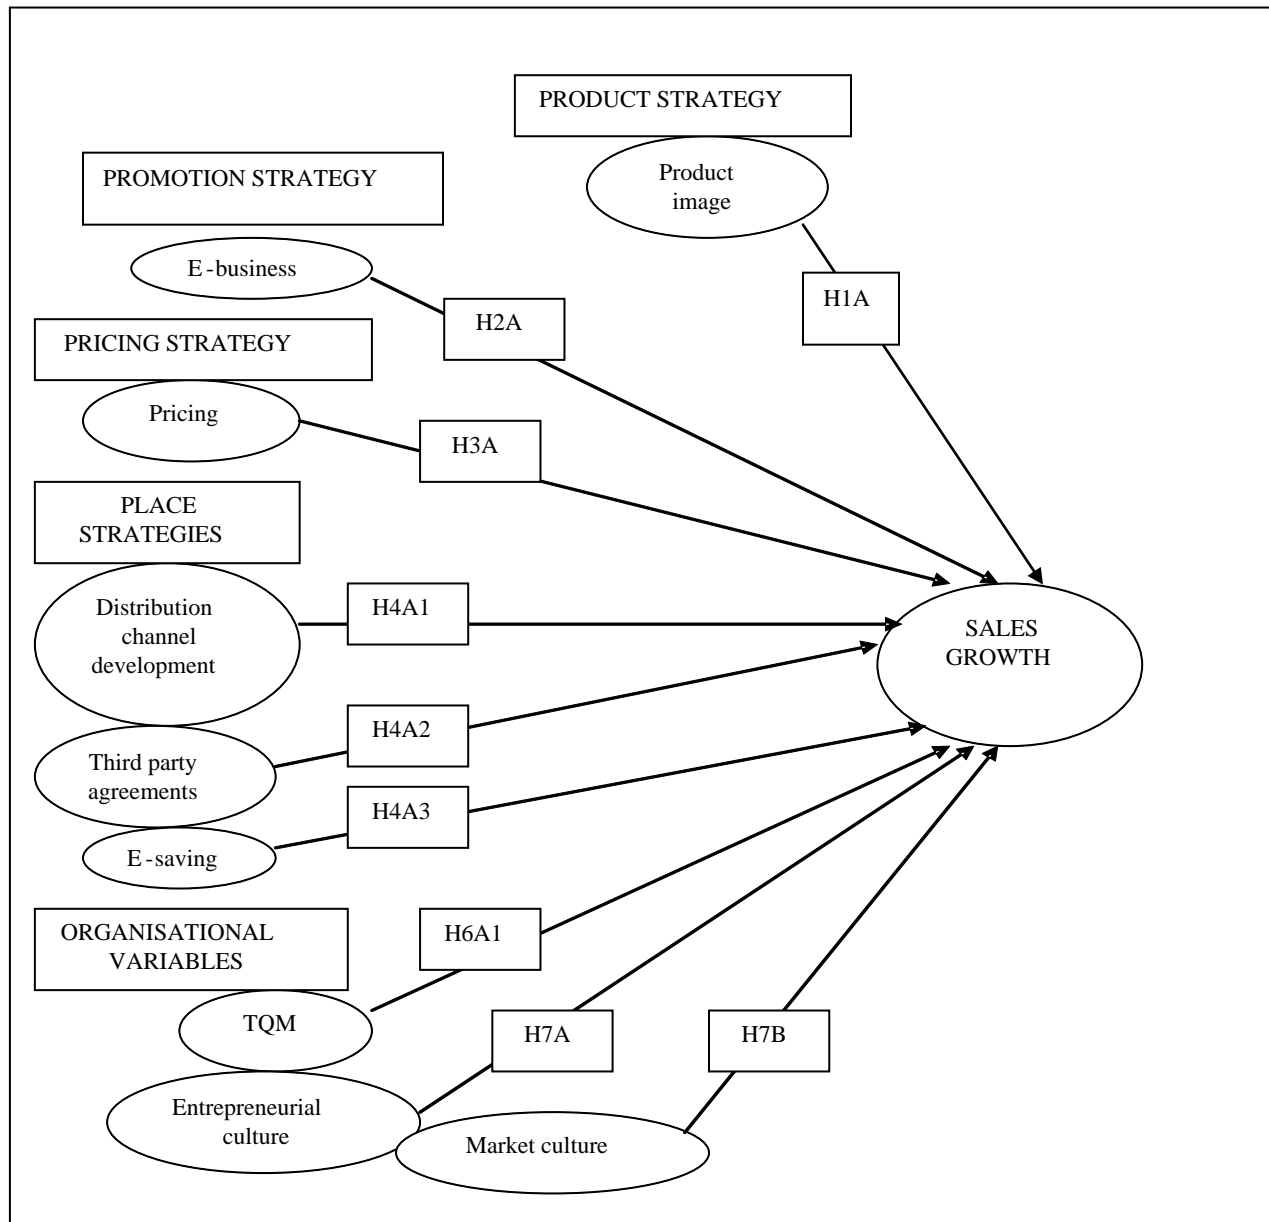 PRODUCT STRATEGY
Product
image
PROMOTION STRATEGY
E-business
H1A
H2A
PRICING STRATEGY
Pricing
H3A
PLACE
STRATEGIES
Distribution
channel
development
H4A1
SALES
GROWTH
H4A2
Third party
agreements
H4A3
E-saving
ORGANISATIONAL
VARIABLES
H6A1
TQM
H7A
H7B
Entrepreneurial
culture
Market culture